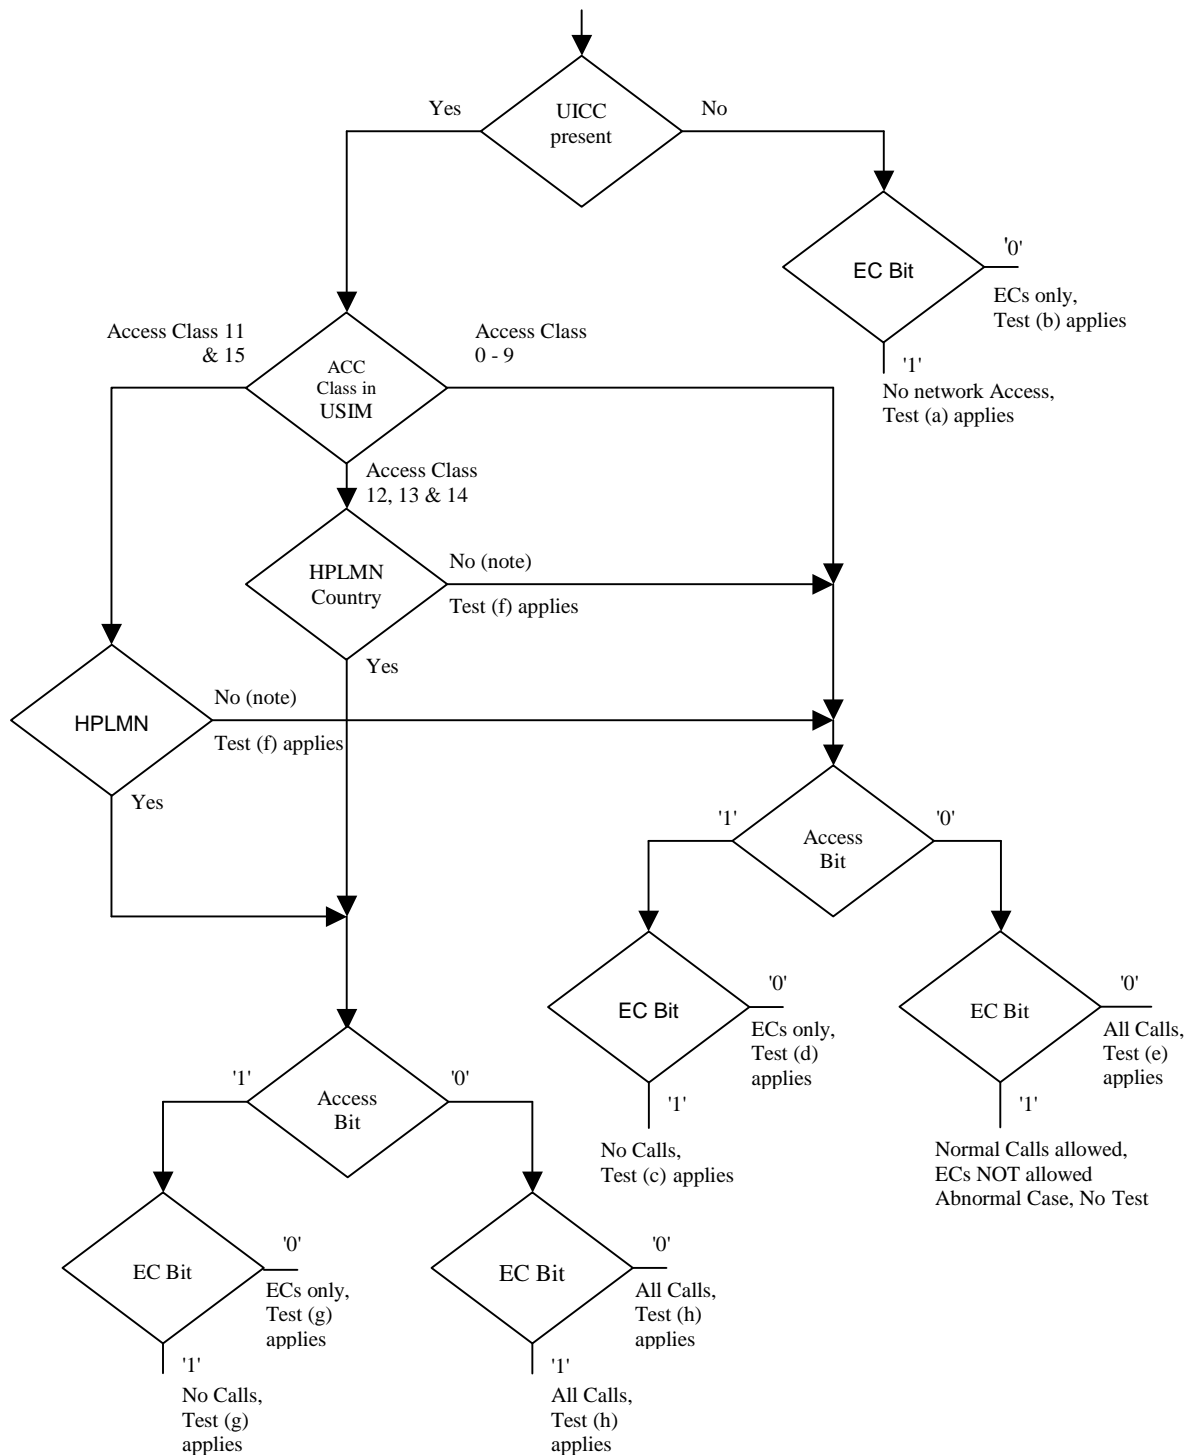 Yes
UICC
present
No
EC Bit
'0'
ECs only,
Test (b) applies
'1'
No network Access,
Test (a) applies
Access Class 11
& 15
ACC
Class in
USIM
Access Class
0 - 9
Access Class
12, 13 & 14
HPLMN
Country
No (note)
Test (f) applies
Yes
HPLMN
No (note)
Test (f) applies
Yes
'1'
Access
Bit
'0'
EC Bit
'0'
ECs only,
Test (d)
applies
'1'
No Calls,
Test (c) applies
EC Bit
'0'
All Calls,
Test (e)
applies
'1'
Normal Calls allowed,
ECs NOT allowed
Abnormal Case, No Test
'1'
Access
Bit
'0'
EC Bit
'0'
ECs only,
Test (g)
applies
'1'
No Calls,
Test (g)
applies
EC Bit
'0'
All Calls,
Test (h)
applies
'1'
All Calls,
Test (h)
applies